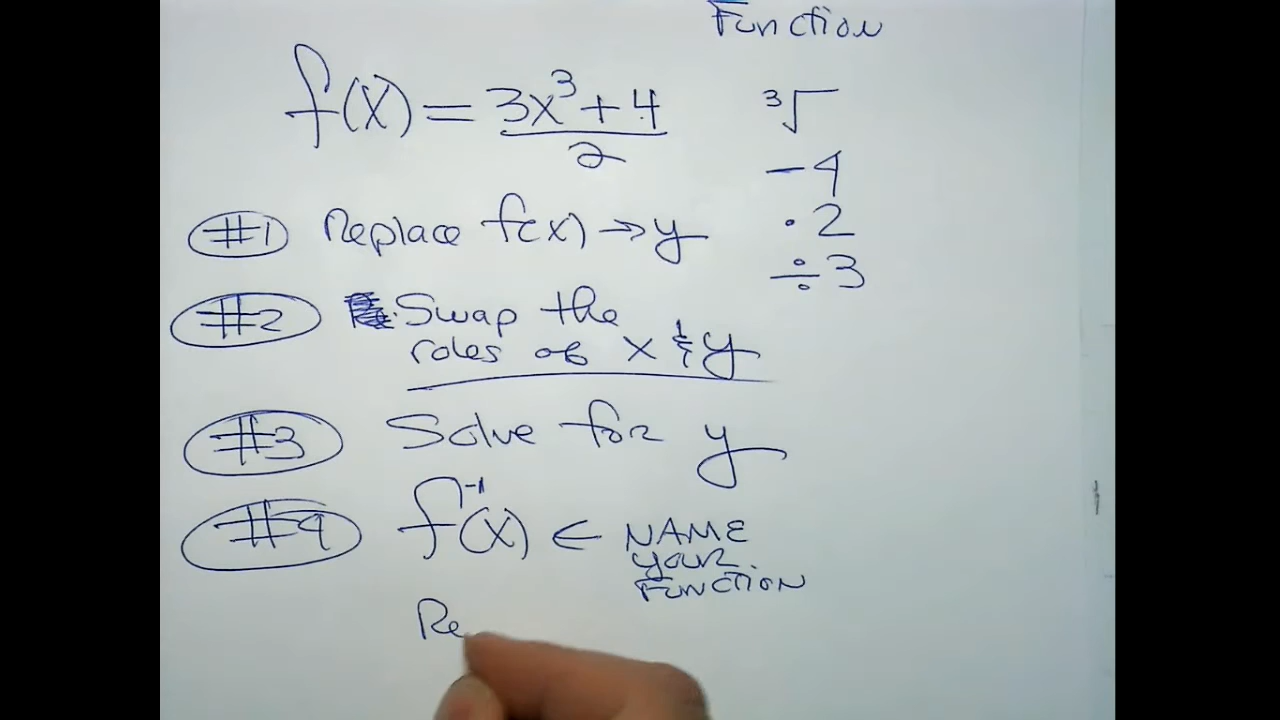 Function
f(x) = 3x³ + 4
2
³√
-4
· 2
÷ 3
#1 Replace f(x) → y
#2 Swap the
roles of x & y
#3 Solve for y
#4 f⁻¹(x) ← NAME
your
FUNCTION
Re